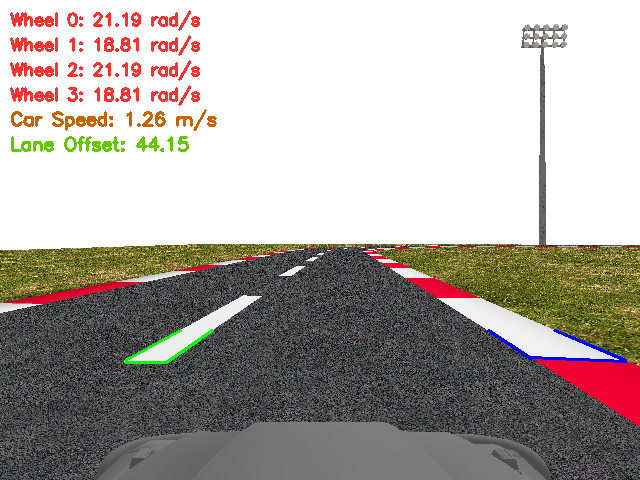 Wheel 0: 21.19 rad/s
Wheel 1: 18.81 rad/s
Wheel 2: 21.19 rad/s
Wheel 3: 18.81 rad/s
Car Speed: 1.26 m/s
Lane Offset: 44.15